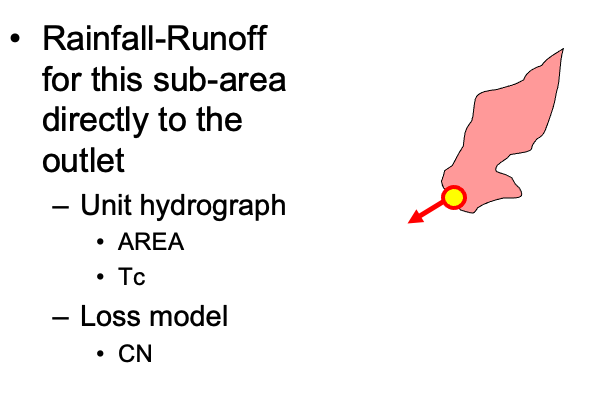 • Rainfall-Runoff
for this sub-area
directly to the
outlet
– Unit hydrograph
• AREA
• Tc
– Loss model
• CN